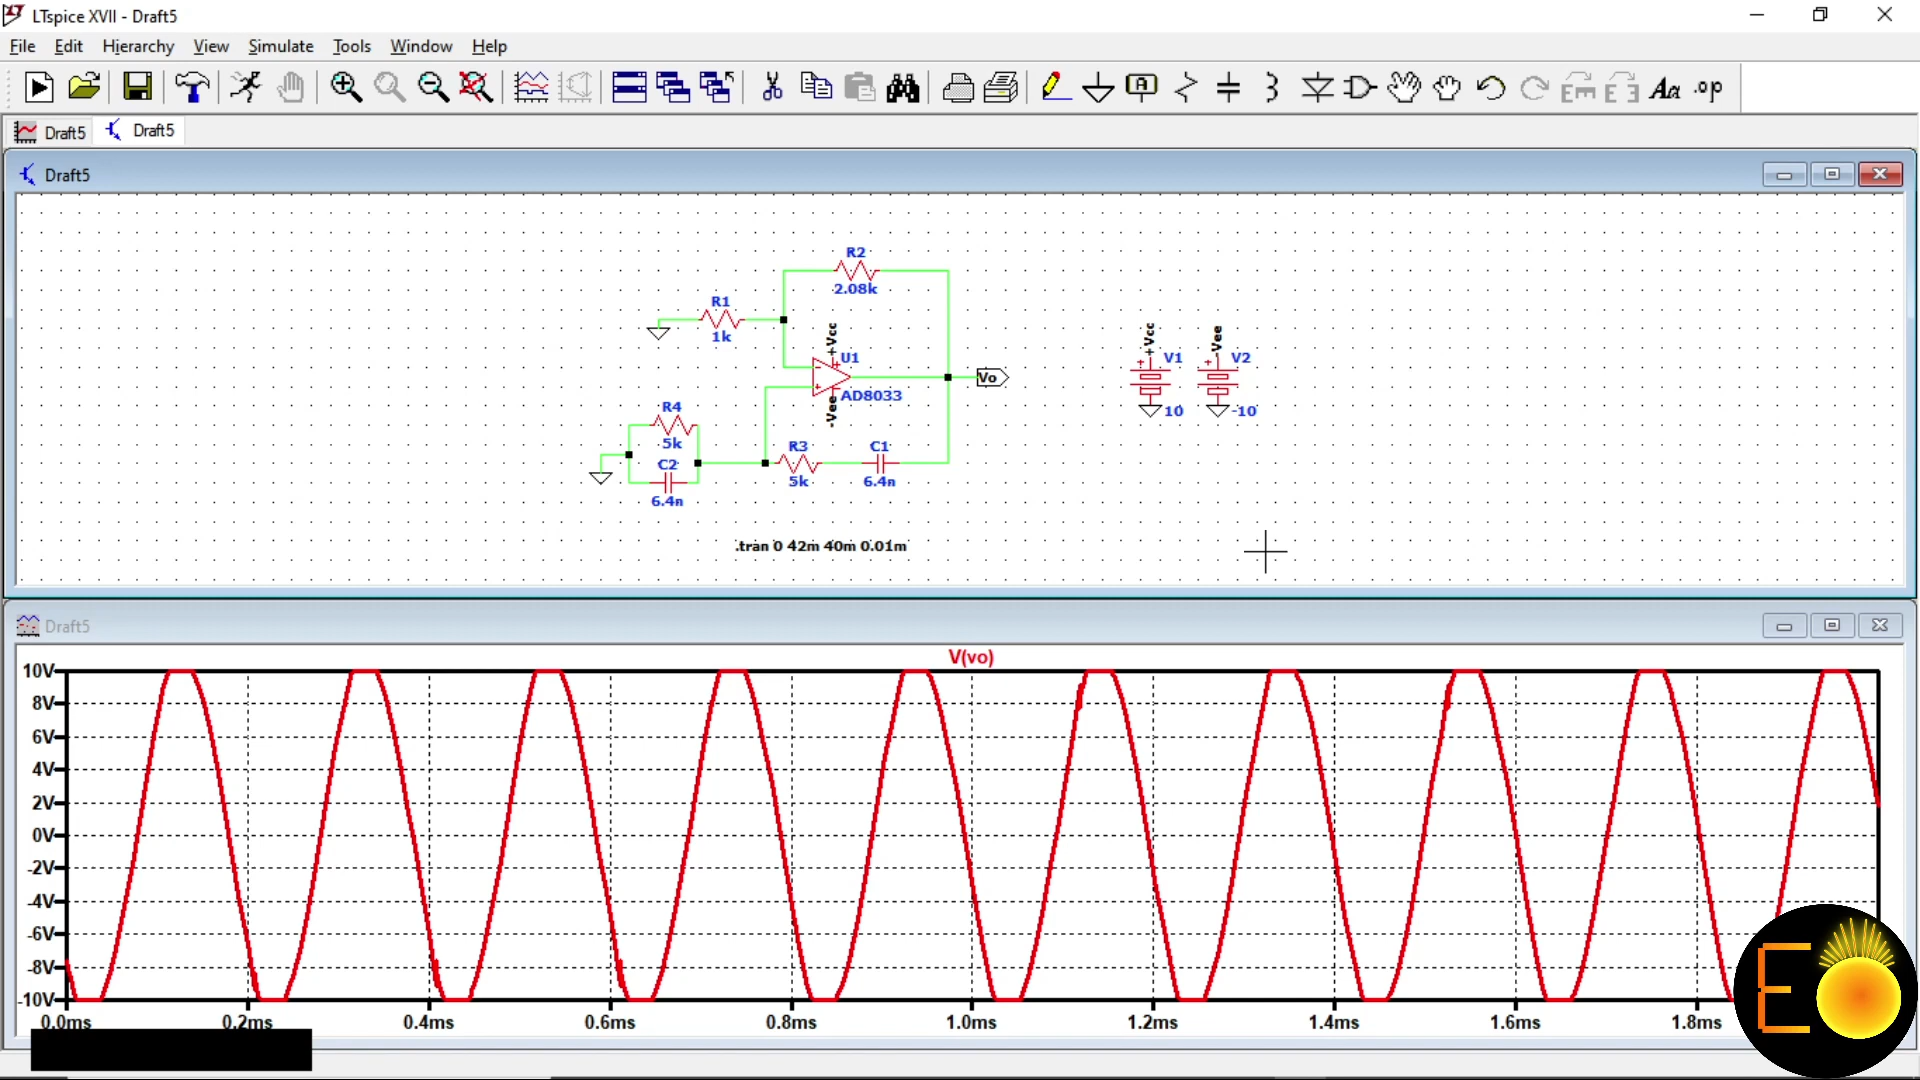 LTspice XVII - Draft5
File Edit Hierarchy View Simulate Tools Window Help
A Aa .op
Draft5 Draft5
Draft5
R2
2.08k
R1
1k
+Vcc
U1
AD8033
-Vee
Vo
R4
5k
C2
6.4n
R3
5k
C1
6.4n
+Vcc
V1
10
-Vee
V2
-10
.tran 0 42m 40m 0.01m
Draft5
V(vo)
10V
8V
6V
4V
2V
0V
-2V
-4V
-6V
-8V
-10V
0.0ms 0.2ms 0.4ms 0.6ms 0.8ms 1.0ms 1.2ms 1.4ms 1.6ms 1.8ms
E